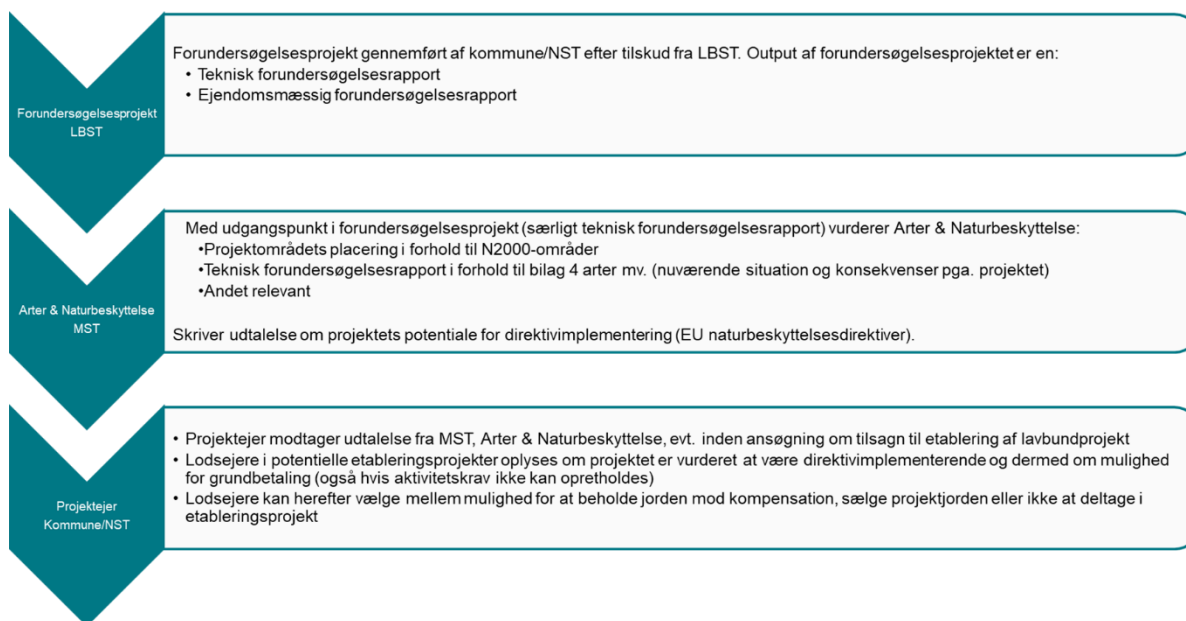 Forundersøgelsesprojekt
LBST
Forundersøgelsesprojekt gennemført af kommune/NST efter tilskud fra LBST. Output af forundersøgelsesprojektet er en:
• Teknisk forundersøgelsesrapport
• Ejendomsmæssig forundersøgelsesrapport
Arter & Naturbeskyttelse
MST
Med udgangspunkt i forundersøgelsesprojekt (særligt teknisk forundersøgelsesrapport) vurderer Arter & Naturbeskyttelse:
•Projektområdets placering i forhold til N2000-områder
•Teknisk forundersøgelsesrapport i forhold til bilag 4 arter mv. (nuværende situation og konsekvenser pga. projektet)
•Andet relevant
Skriver udtalelse om projektets potentiale for direktivimplementering (EU naturbeskyttelsesdirektiver).
Projektejer
Kommune/NST
• Projektejer modtager udtalelse fra MST, Arter & Naturbeskyttelse, evt. inden ansøgning om tilsagn til etablering af lavbundprojekt
• Lodsejere i potentielle etableringsprojekter oplyses om projektet er vurderet at være direktivimplementerende og dermed om mulighed
for grundbetaling (også hvis aktivitetskrav ikke kan opretholdes)
• Lodsejere kan herefter vælge mellem mulighed for at beholde jorden mod kompensation, sælge projektjorden eller ikke at deltage i
etableringsprojekt